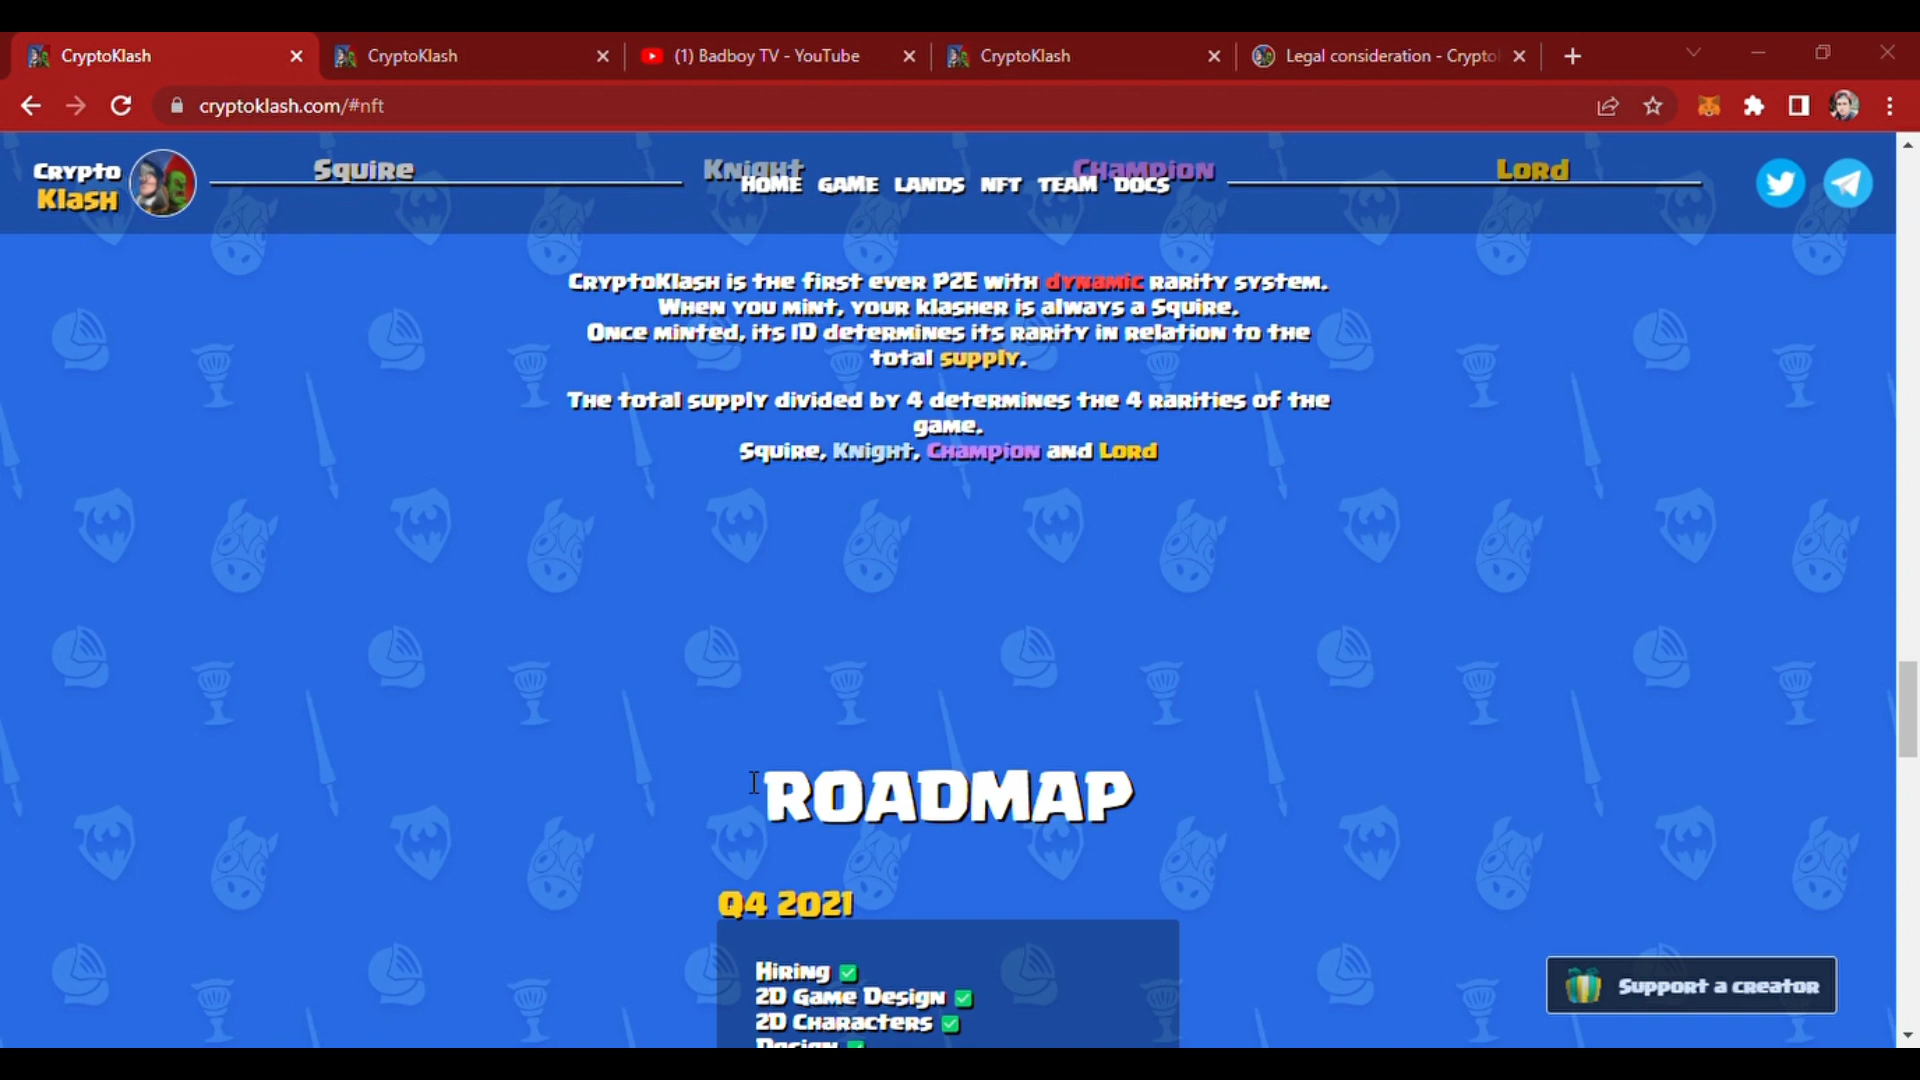 CryptoKlash
CryptoKlash
(1) Badboy TV - YouTube
CryptoKlash
Legal consideration - Crypto
cryptoklash.com/#nft
Crypto
Klash
Squire
Knight
Champion
Lord
HOME GAME LANDS NFT TEAM DOCS
CryptoKlash is the first ever P2E with dynamic rarity system.
When you mint, your klasher is always a Squire.
Once minted, its ID determines its rarity in relation to the
total supply.
The total supply divided by 4 determines the 4 rarities of the
game.
Squire, Knight, Champion and Lord
ROADMAP
Q4 2021
Hiring ✅
2D Game Design ✅
2D Characters ✅
Design ✅
Support a creator